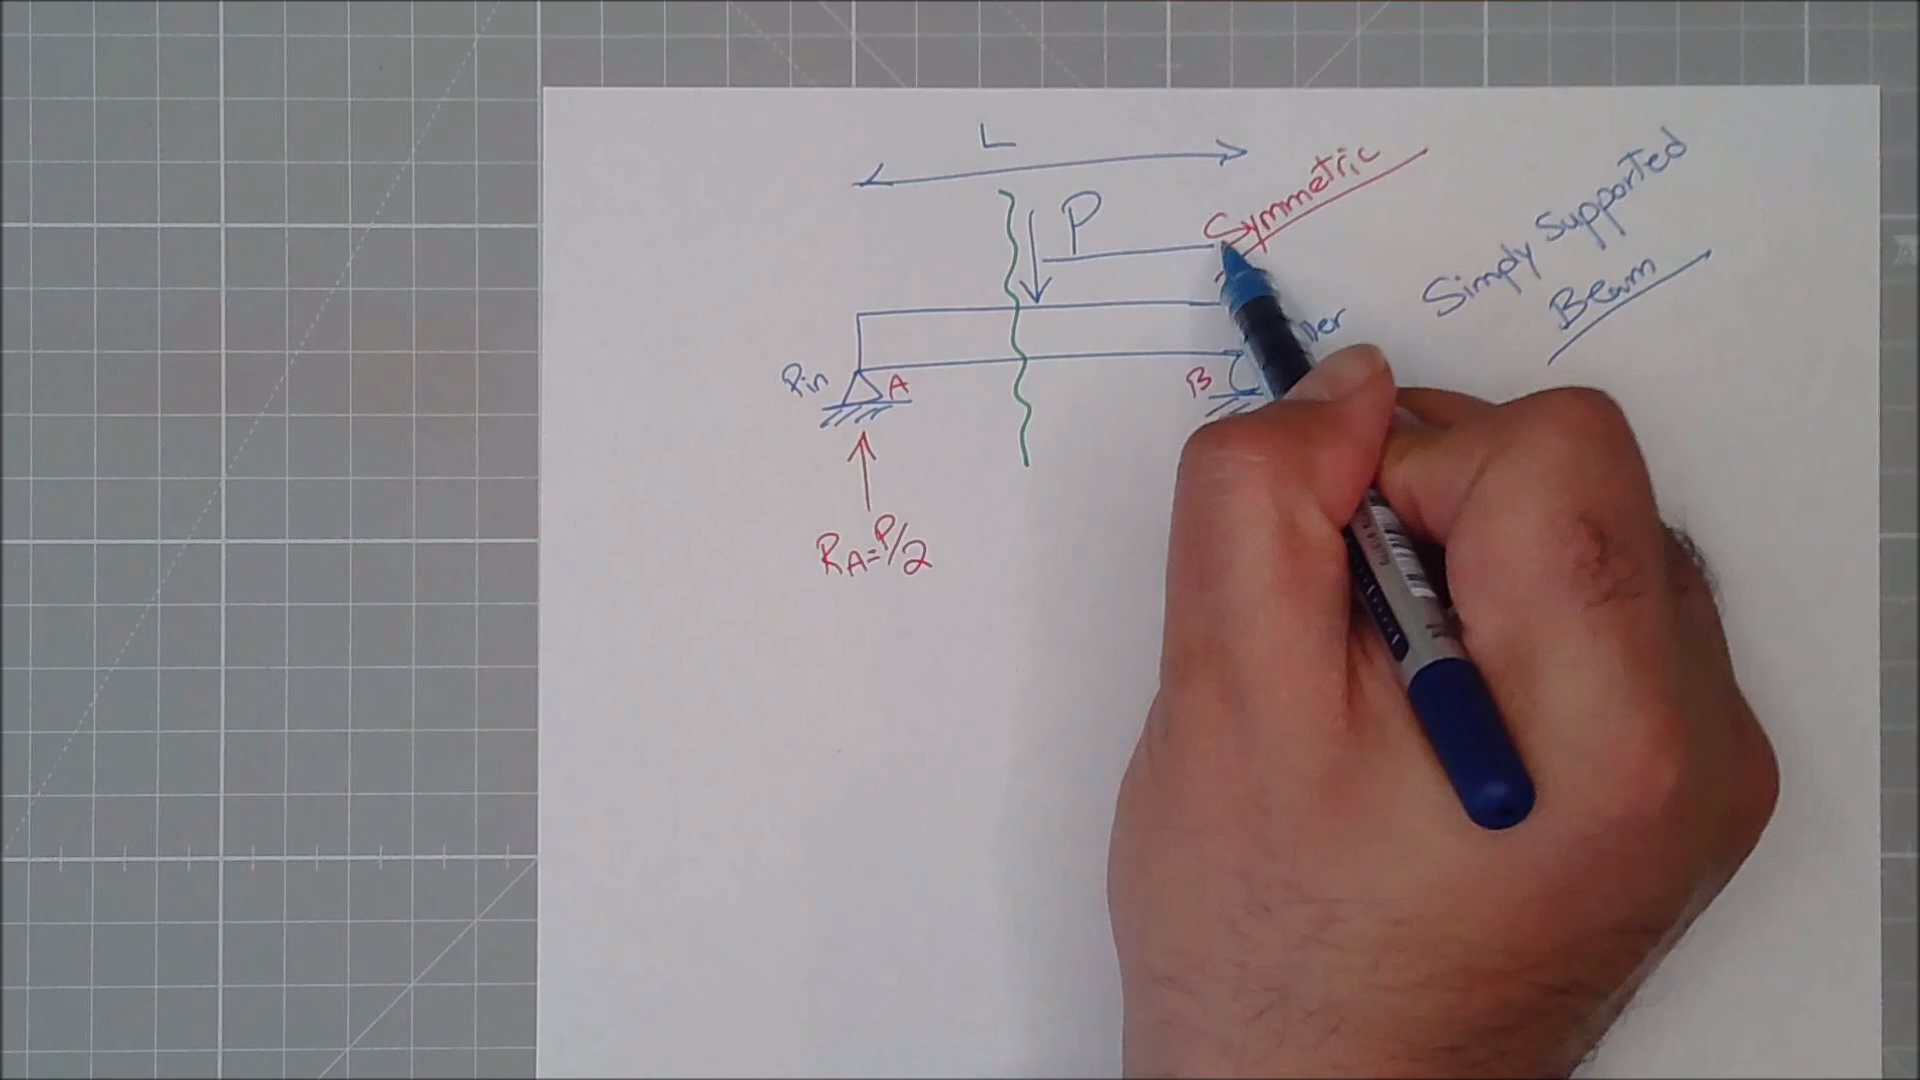 L
P
Symmetric
Simply Supported
Beam
Pin
A
B
RA=P/2